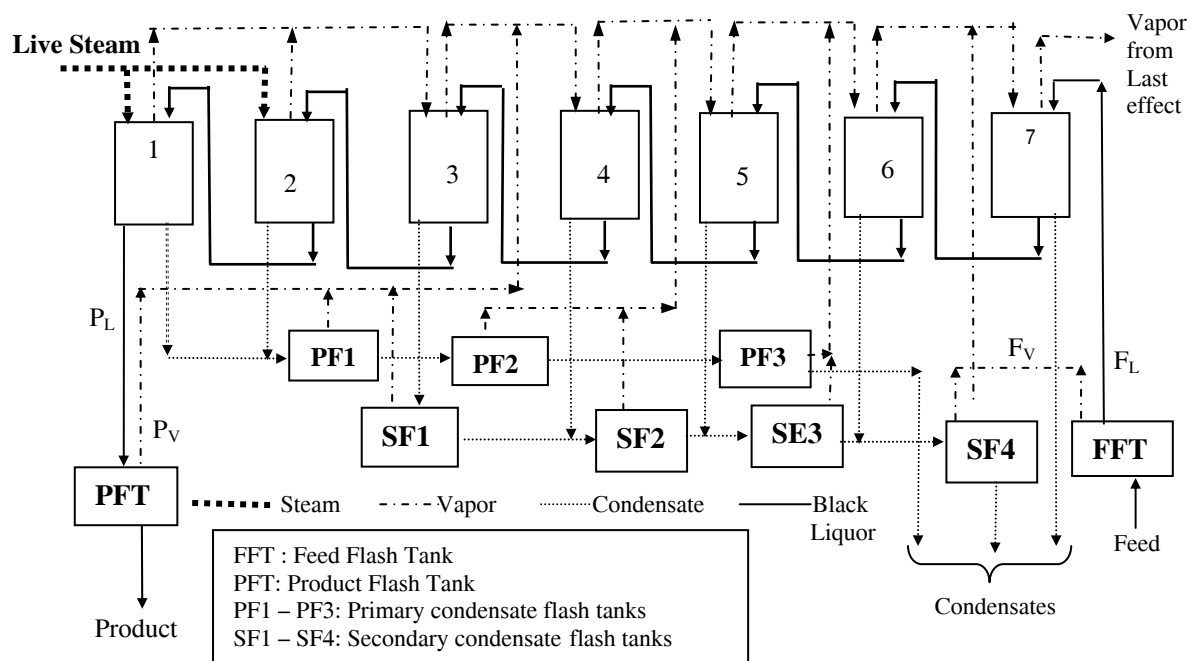 Live Steam
Vapor
from
Last
effect
1
2
3
4
5
6
7
P_L
P_V
F_V
F_L
PF1
PF2
PF3
SF1
SF2
SE3
SF4
FFT
PFT
Steam
Vapor
Condensate
Black
Liquor
Feed
FFT : Feed Flash Tank
PFT: Product Flash Tank
PF1 – PF3: Primary condensate flash tanks
SF1 – SF4: Secondary condensate flash tanks
Condensates
Product